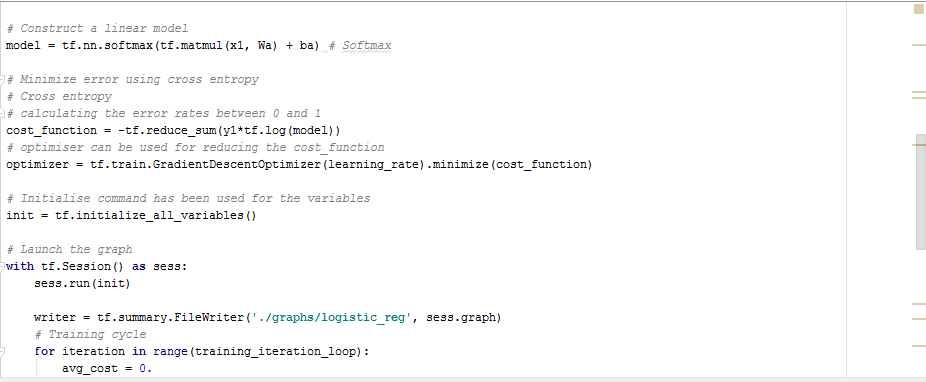 # Construct a linear model
model = tf.nn.softmax(tf.matmul(x1, Wa) + ba) # Softmax
# Minimize error using cross entropy
# Cross entropy
# calculating the error rates between 0 and 1
cost_function = -tf.reduce_sum(y1*tf.log(model))
# optimiser can be used for reducing the cost_function
optimizer = tf.train.GradientDescentOptimizer(learning_rate).minimize(cost_function)
# Initialise command has been used for the variables
init = tf.initialize_all_variables()
# Launch the graph
with tf.Session() as sess:
    sess.run(init)
    writer = tf.summary.FileWriter('./graphs/logistic_reg', sess.graph)
    # Training cycle
    for iteration in range(training_iteration_loop):
        avg_cost = 0.